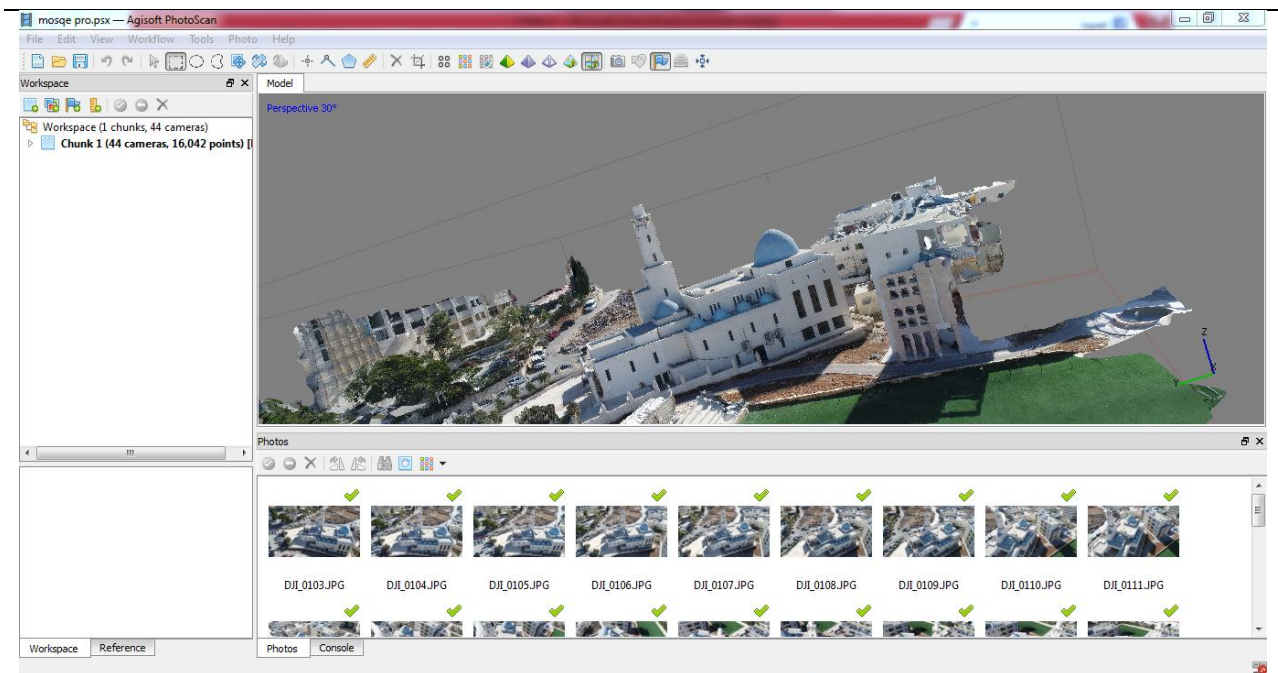 mosqe pro.psx — Agisoft PhotoScan
File Edit View Workflow Tools Photo Help
Workspace
Model
Workspace (1 chunks, 44 cameras)
Chunk 1 (44 cameras, 16,042 points) [
Perspective 30°
Z
Y
Photos
DJI_0103.JPG DJI_0104.JPG DJI_0105.JPG DJI_0106.JPG DJI_0107.JPG DJI_0108.JPG DJI_0109.JPG DJI_0110.JPG DJI_0111.JPG
Workspace Reference
Photos Console